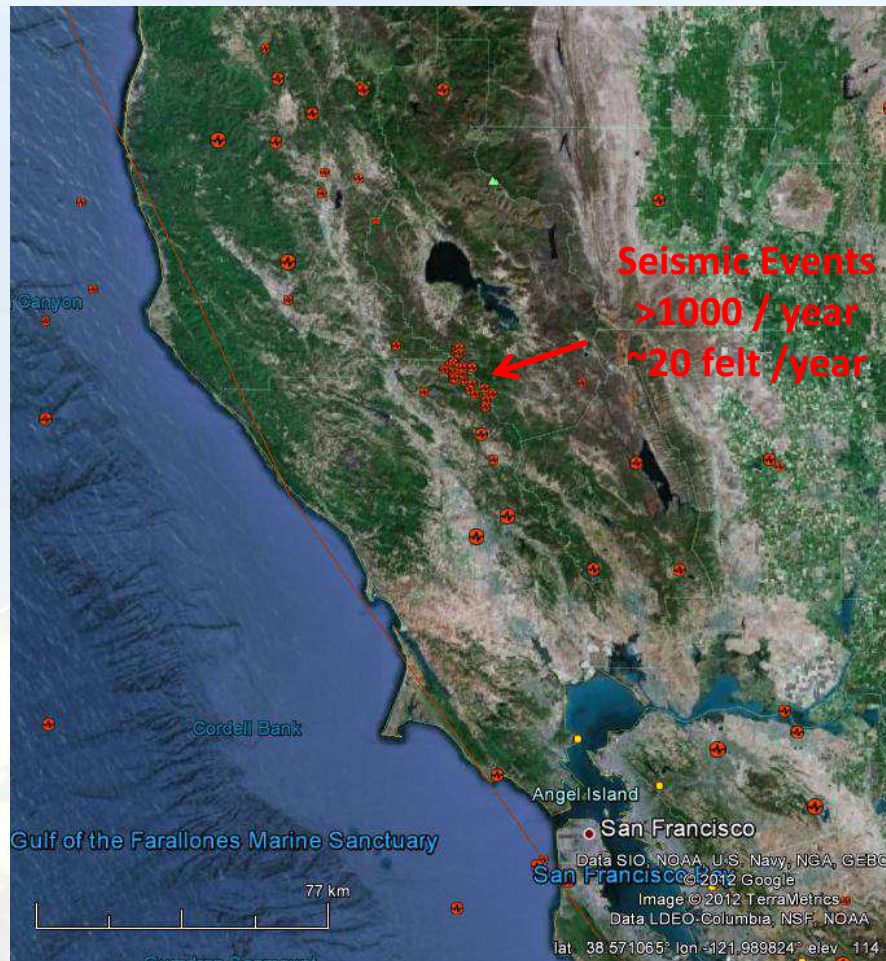 Canyon
Seismic Events
>1000 / year
~20 felt /year
Cordell Bank
Angel Island
San Francisco
Gulf of the Farallones Marine Sanctuary
Data SIO, NOAA, U.S. Navy, NGA, GEBC
San Francisco
© 2012 Google
77 km
Image © 2012 TerraMetrics
Data LDEO-Columbia, NSF, NOAA
lat 38.571065° lon -121.989824° elev 114